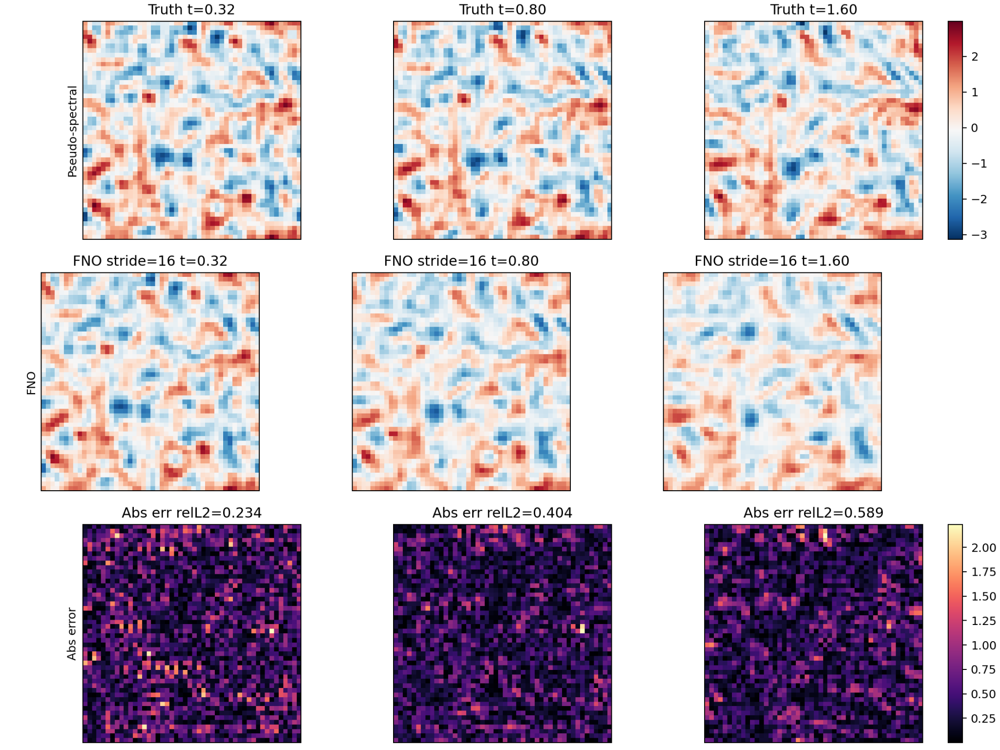 Truth t=0.32
Truth t=0.80
Truth t=1.60
Pseudo-spectral
2
1
0
−1
−2
−3
FNO stride=16 t=0.32
FNO stride=16 t=0.80
FNO stride=16 t=1.60
FNO
Abs err relL2=0.234
Abs err relL2=0.404
Abs err relL2=0.589
Abs error
2.00
1.75
1.50
1.25
1.00
0.75
0.50
0.25